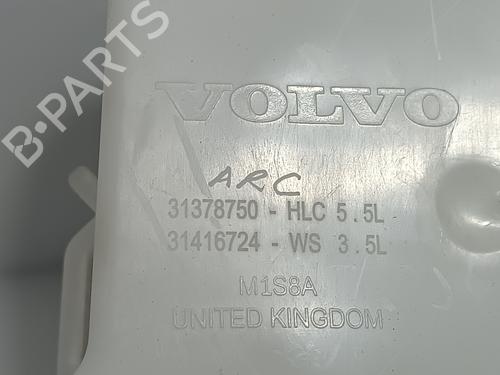 B-PARTS
VOLVO
ARC
31378750 - HLC 5.5L
31416724 - WS 3.5L
M1S8A
UNITED KINGDOM